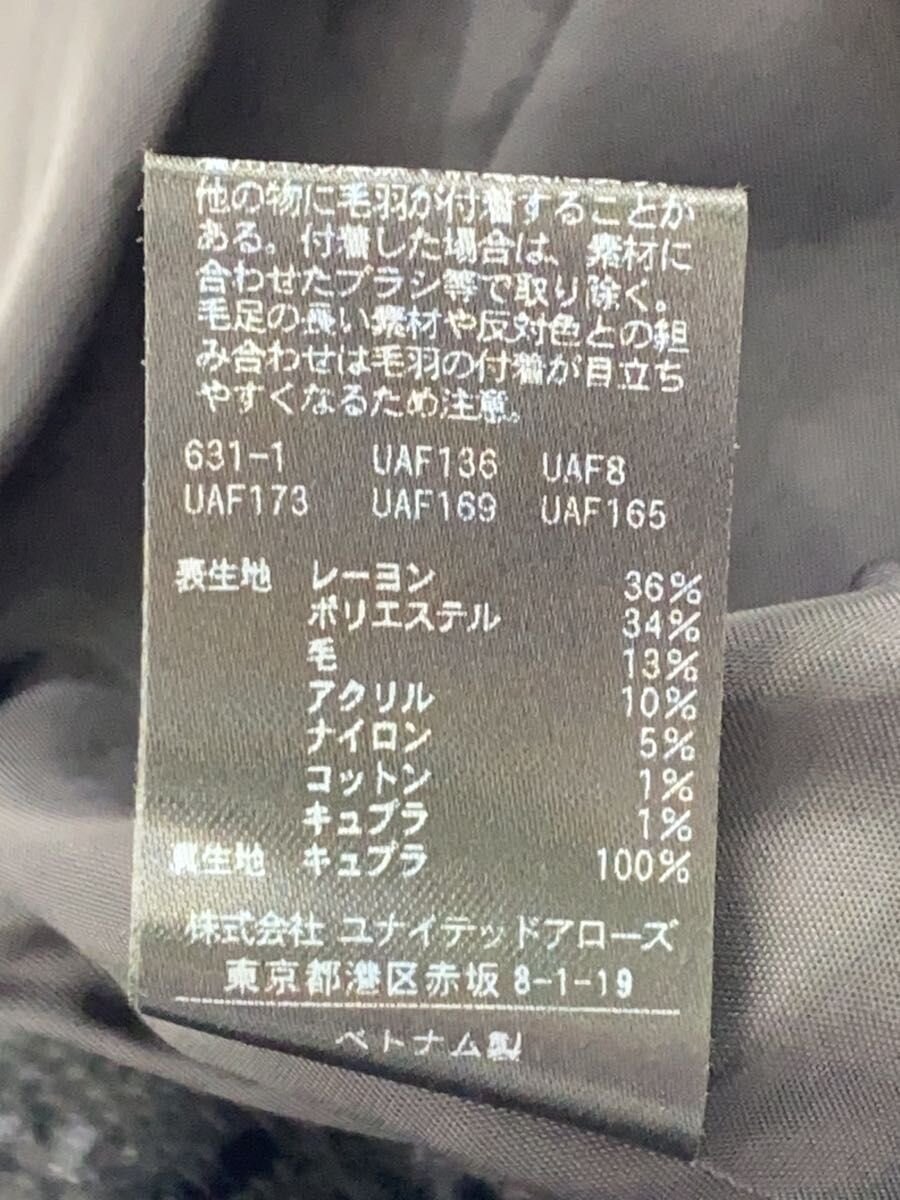 他の物に毛羽が付着することが
ある。付着した場合は、素材に
合わせたブラシ等で取り除く。
毛足の長い素材や反対色との組
み合わせは毛羽の付着が目立ち
やすくなるため注意。
631-1 UAF136 UAF8
UAF173 UAF169 UAF165
表生地 レーヨン 36%
ポリエステル 34%
毛 13%
アクリル 10%
ナイロン 5%
コットン 1%
キュプラ 1%
裏生地 キュプラ 100%
株式会社 ユナイテッドアローズ
東京都港区赤坂 8-1-19
ベトナム製